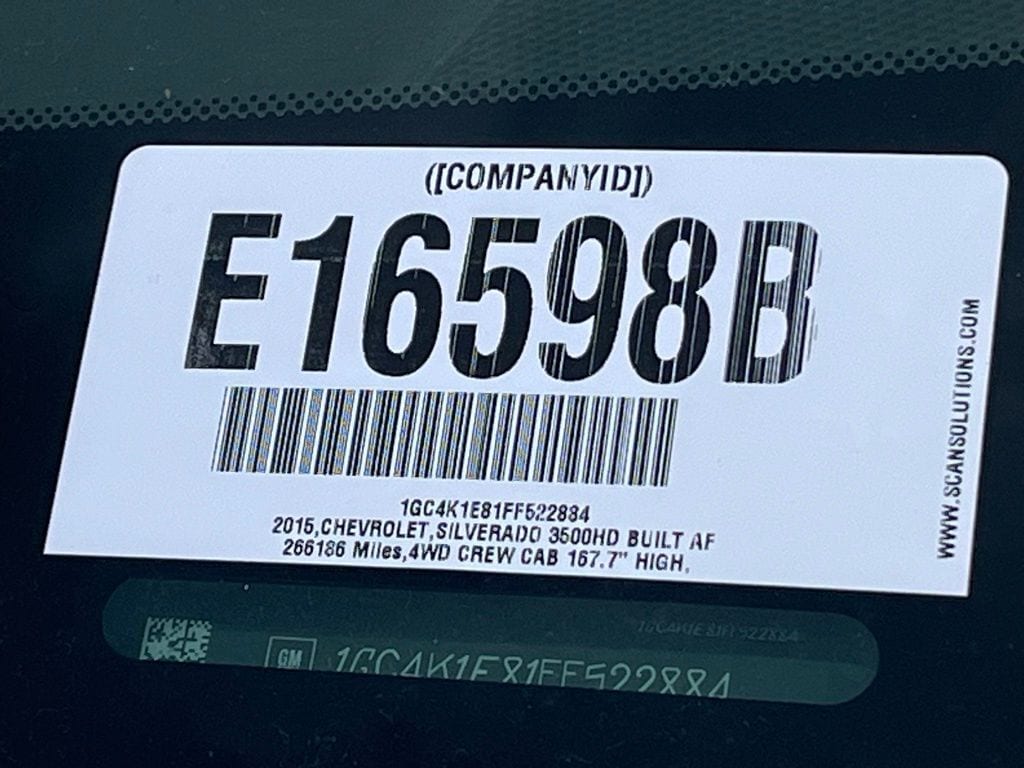 ([COMPANYID])
E16598B
1GC4K1E81FF522884
2015,CHEVROLET,SILVERADO 3500HD BUILT AF
266186 Miles,4WD CREW CAB 167.7" HIGH,
WWW.SCANSOLUTIONS.COM
1GC4K1E81FF522884
GM 1GC4K1E81FF522884